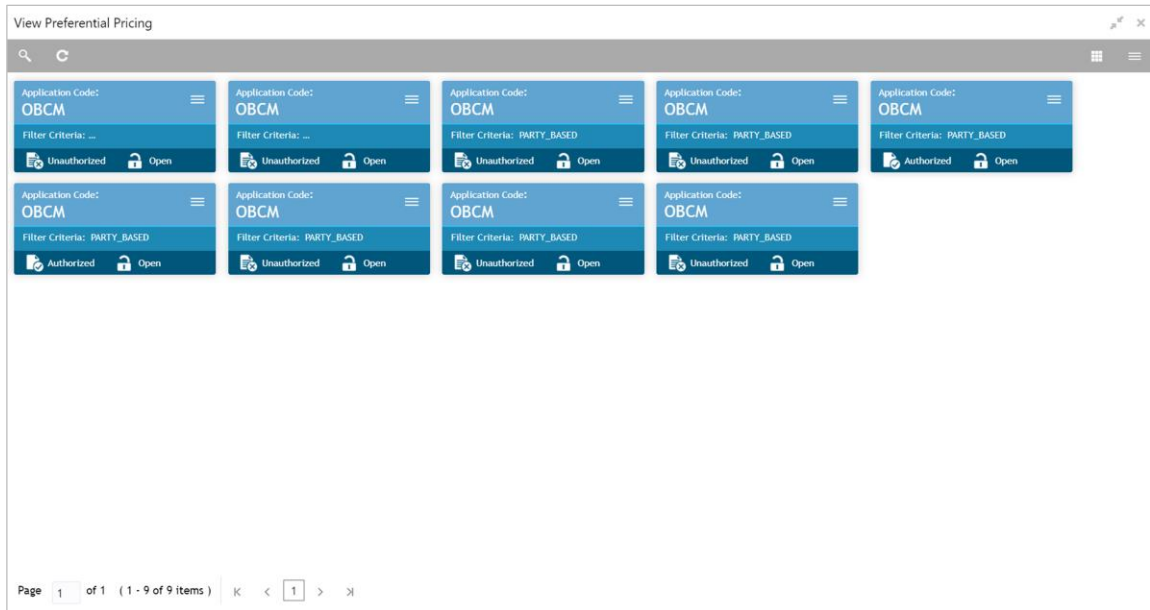 View Preferential Pricing
Application Code:
OBCM
Filter Criteria: ...
Unauthorized Open
Application Code:
OBCM
Filter Criteria: ...
Unauthorized Open
Application Code:
OBCM
Filter Criteria: PARTY_BASED
Unauthorized Open
Application Code:
OBCM
Filter Criteria: PARTY_BASED
Unauthorized Open
Application Code:
OBCM
Filter Criteria: PARTY_BASED
Authorized Open
Application Code:
OBCM
Filter Criteria: PARTY_BASED
Authorized Open
Application Code:
OBCM
Filter Criteria: PARTY_BASED
Unauthorized Open
Application Code:
OBCM
Filter Criteria: PARTY_BASED
Unauthorized Open
Application Code:
OBCM
Filter Criteria: PARTY_BASED
Unauthorized Open
Page 1 of 1 ( 1 - 9 of 9 items ) 1